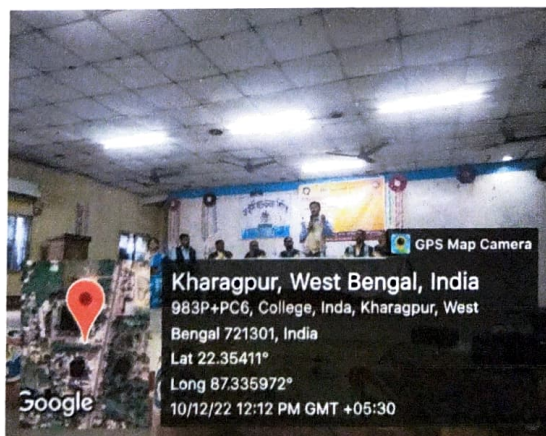 GPS Map Camera
Kharagpur, West Bengal, India
983P+PC6, College, Inda, Kharagpur, West
Bengal 721301, India
Lat 22.35411°
Long 87.335972°
10/12/22 12:12 PM GMT +05:30
Google